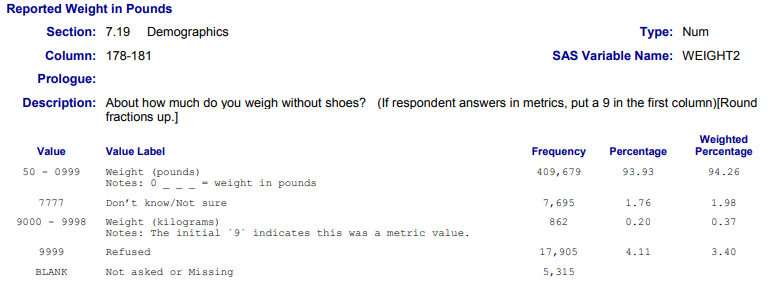 Reported Weight in Pounds
Section: 7.19 Demographics Type: Num
Column: 178-181 SAS Variable Name: WEIGHT2
Prologue:
Description: About how much do you weigh without shoes? (If respondent answers in metrics, put a 9 in the first column)[Round
fractions up.]
Weighted
Value Value Label Frequency Percentage Percentage
50 - 0999 Weight (pounds) 409,679 93.93 94.26
Notes: 0 _ _ _ = weight in pounds
7777 Don’t know/Not sure 7,695 1.76 1.98
9000 - 9998 Weight (kilograms) 862 0.20 0.37
Notes: The initial ´9´ indicates this was a metric value.
9999 Refused 17,905 4.11 3.40
BLANK Not asked or Missing 5,315